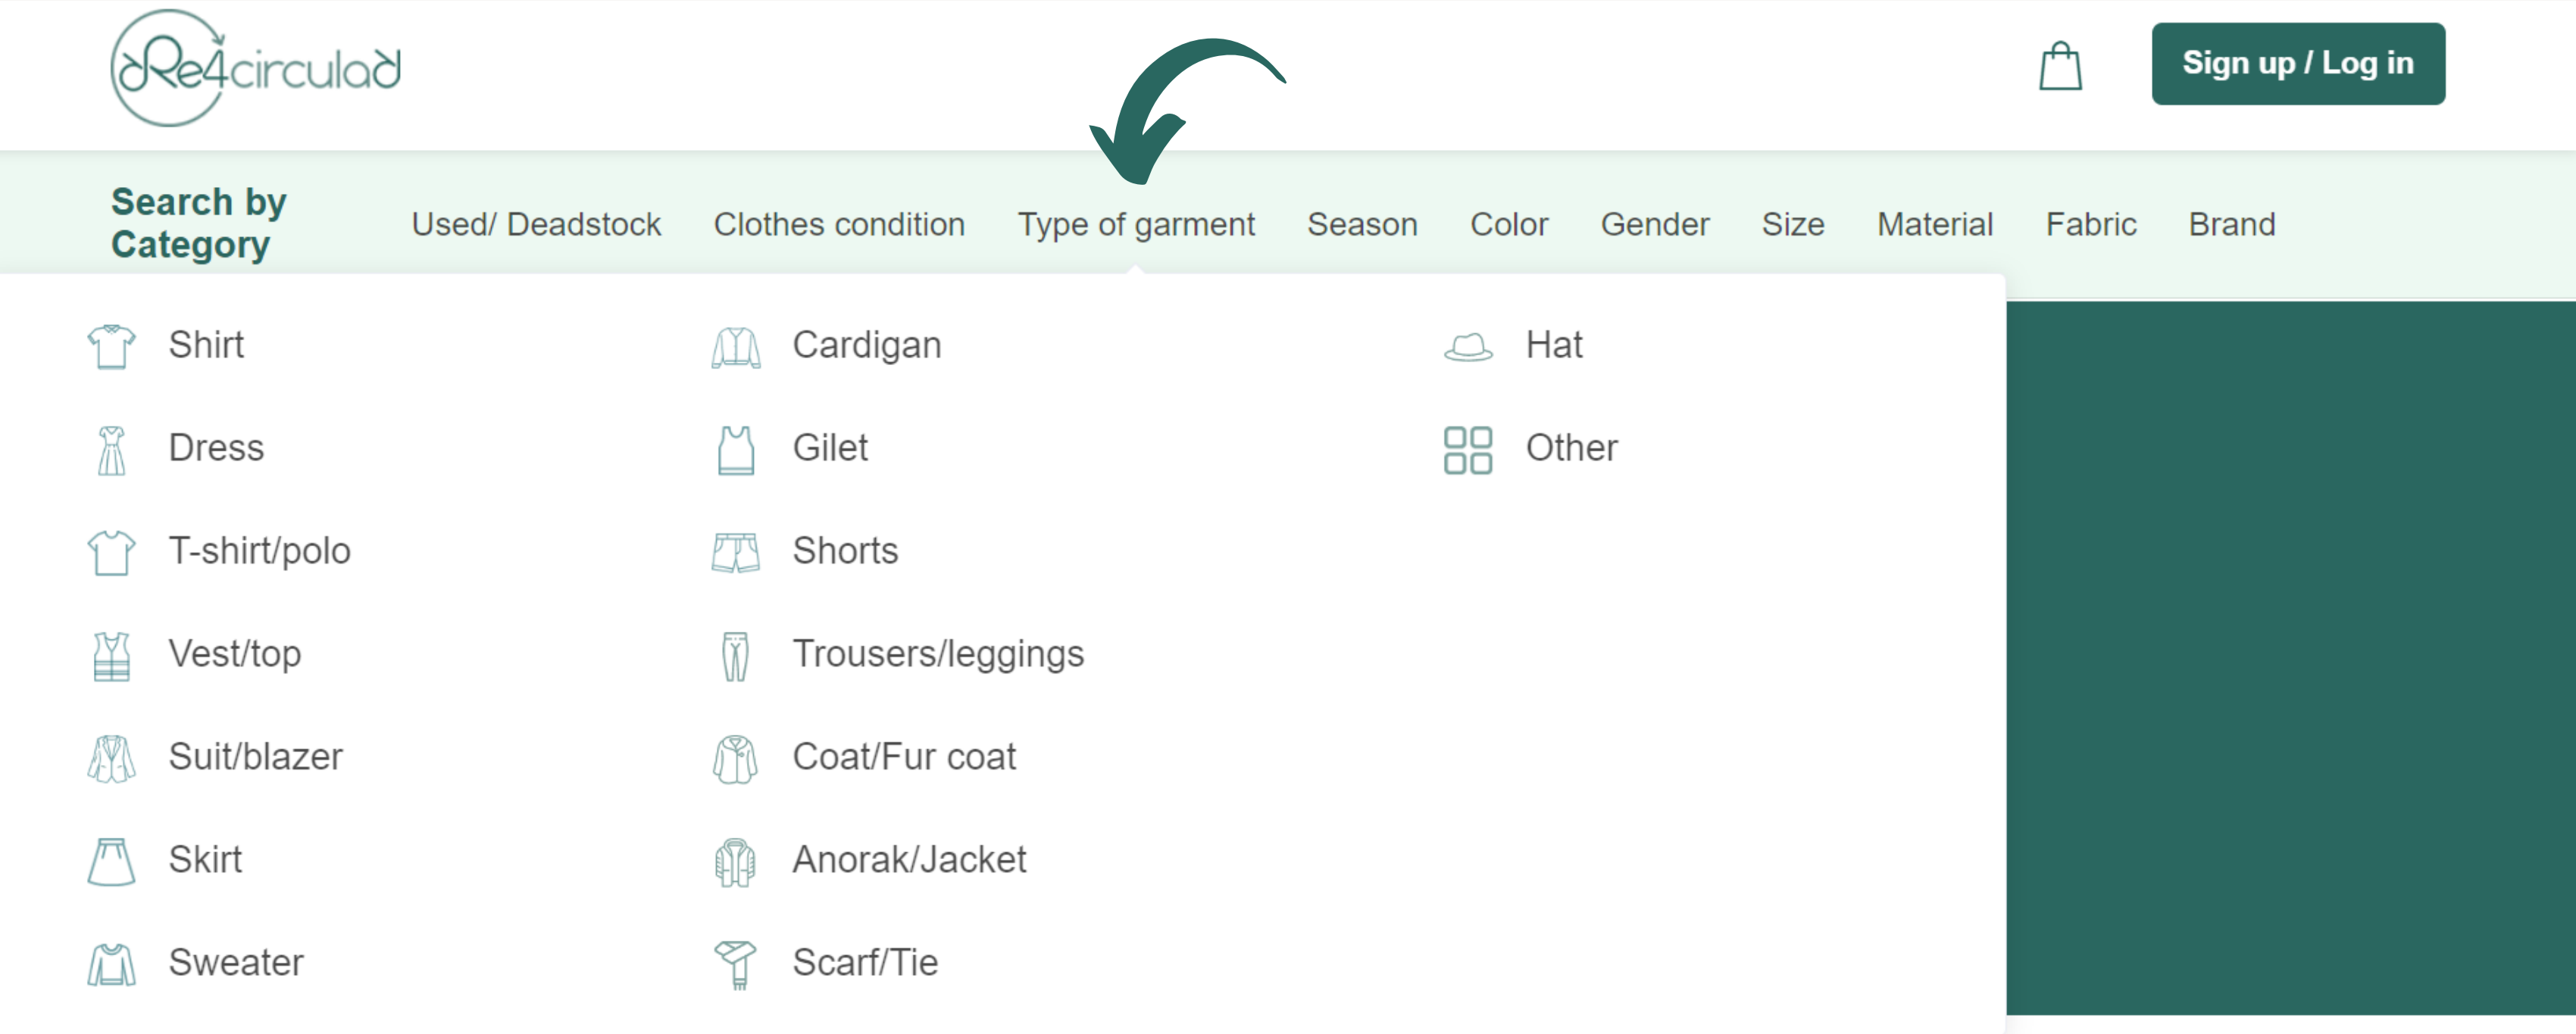 Re4circular
Sign up / Log in
Search by
Category
Used/ Deadstock
Clothes condition
Type of garment
Season
Color
Gender
Size
Material
Fabric
Brand
Shirt
Cardigan
Hat
Dress
Gilet
Other
T-shirt/polo
Shorts
Vest/top
Trousers/leggings
Suit/blazer
Coat/Fur coat
Skirt
Anorak/Jacket
Sweater
Scarf/Tie